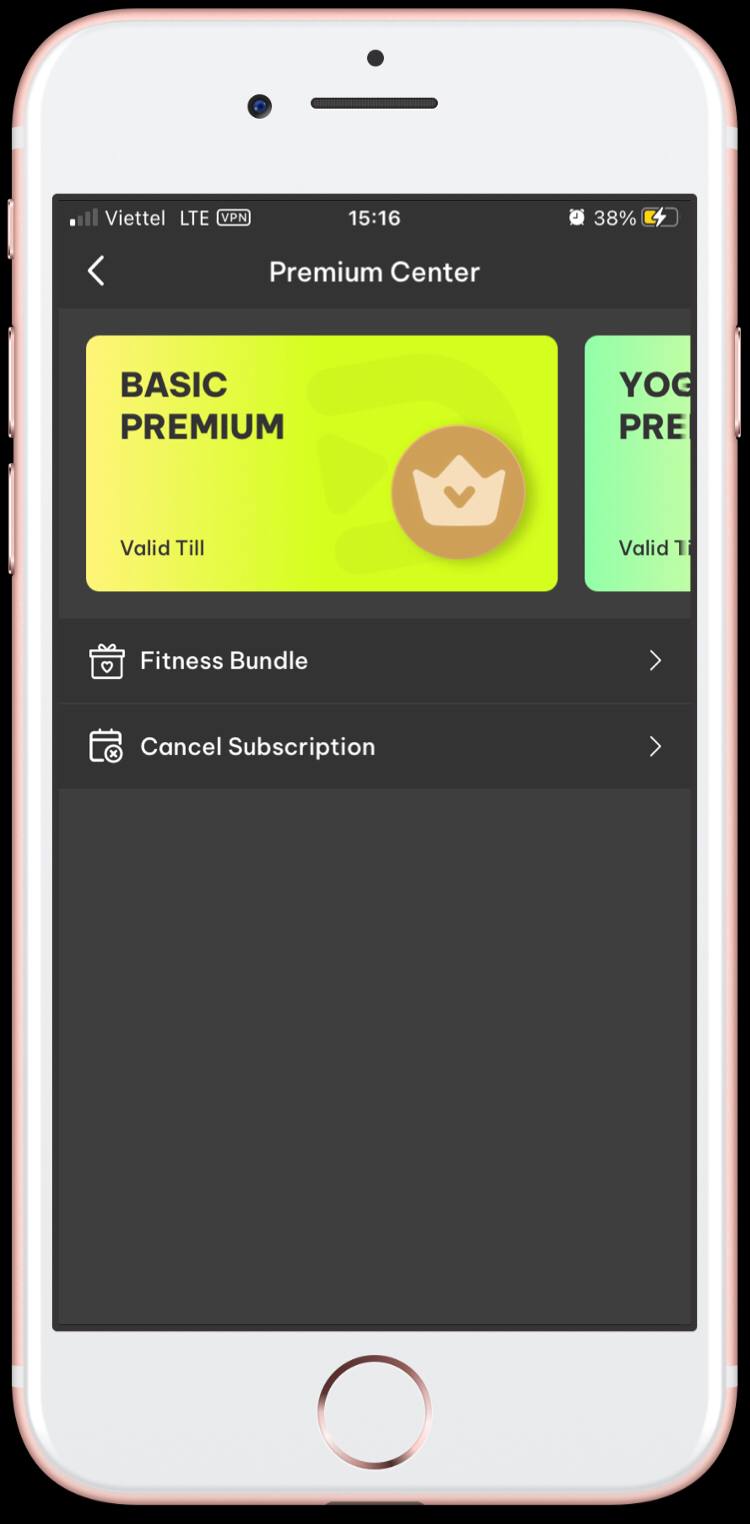 Viettel LTE VPN 15:16 38%
Premium Center
BASIC
PREMIUM
Valid Till
YOG
PRE
Valid Ti
Fitness Bundle
Cancel Subscription